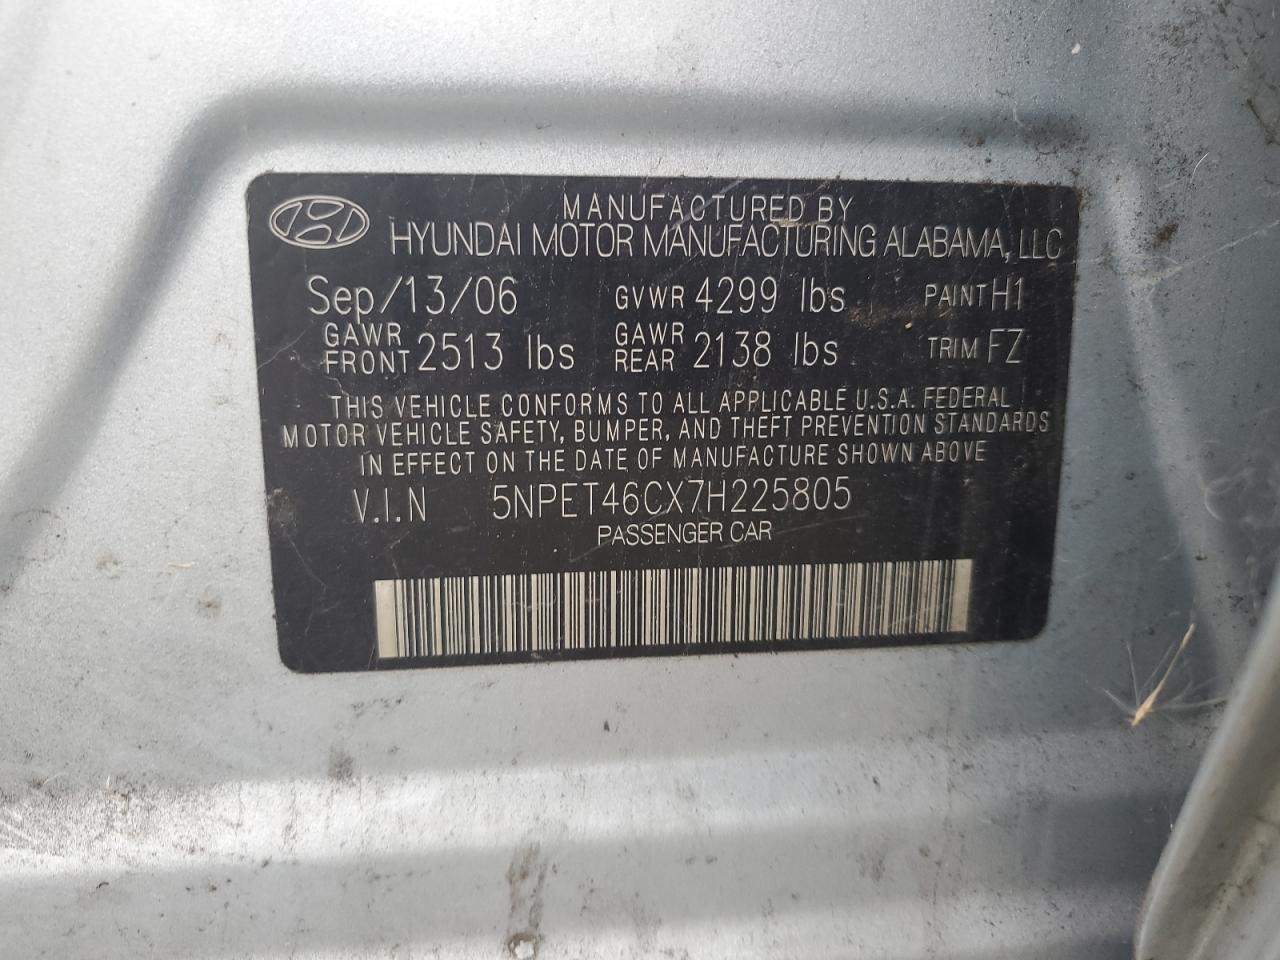 MANUFACTURED BY
HYUNDAI MOTOR MANUFACTURING ALABAMA, LLC
Sep/13/06 GVWR 4299 lbs PAINT H1
GAWR FRONT 2513 lbs GAWR REAR 2138 lbs TRIM FZ
THIS VEHICLE CONFORMS TO ALL APPLICABLE U.S.A. FEDERAL
MOTOR VEHICLE SAFETY, BUMPER, AND THEFT PREVENTION STANDARDS
IN EFFECT ON THE DATE OF MANUFACTURE SHOWN ABOVE
V.I.N 5NPET46CX7H225805
PASSENGER CAR